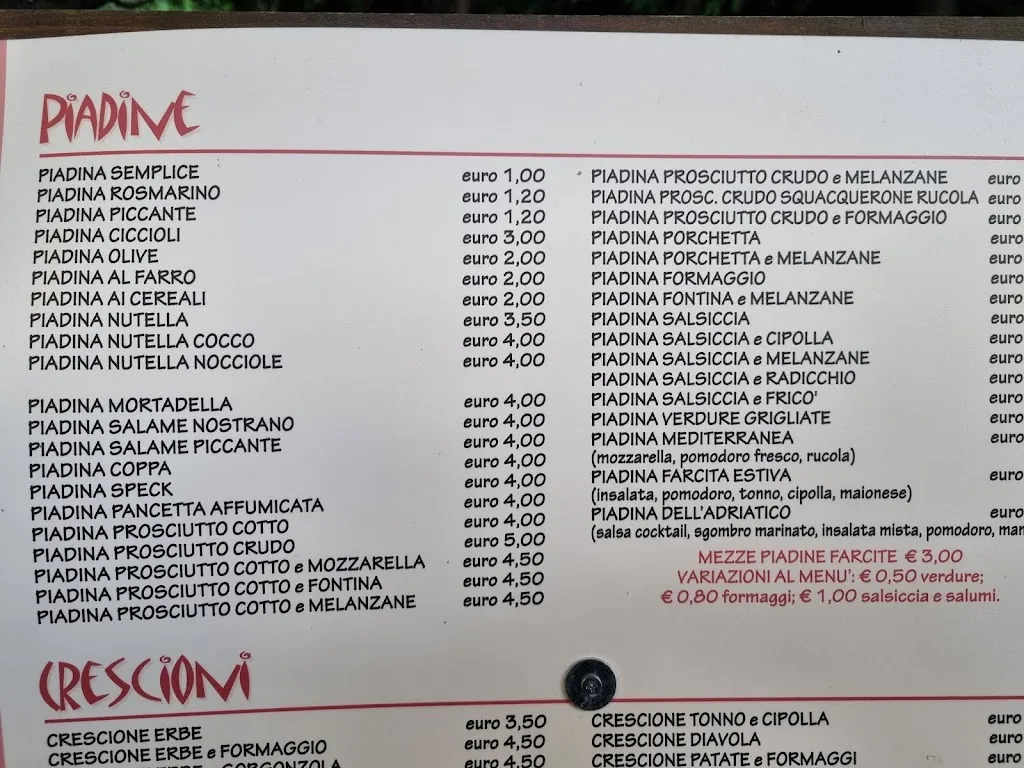 PIADINE
PIADINA SEMPLICE euro 1,00
PIADINA ROSMARINO euro 1,20
PIADINA PICCANTE euro 1,20
PIADINA CICCIOLI euro 3,00
PIADINA OLIVE euro 2,00
PIADINA AL FARRO euro 2,00
PIADINA AI CEREALI euro 2,00
PIADINA NUTELLA euro 3,50
PIADINA NUTELLA COCCO euro 4,00
PIADINA NUTELLA NOCCIOLE euro 4,00
PIADINA MORTADELLA euro 4,00
PIADINA SALAME NOSTRANO euro 4,00
PIADINA SALAME PICCANTE euro 4,00
PIADINA COPPA euro 4,00
PIADINA SPECK euro 4,00
PIADINA PANCETTA AFFUMICATA euro 4,00
PIADINA PROSCIUTTO COTTO euro 4,00
PIADINA PROSCIUTTO CRUDO euro 5,00
PIADINA PROSCIUTTO COTTO e MOZZARELLA euro 4,50
PIADINA PROSCIUTTO COTTO e FONTINA euro 4,50
PIADINA PROSCIUTTO COTTO e MELANZANE euro 4,50
PIADINA PROSCIUTTO CRUDO e MELANZANE euro
PIADINA PROSC. CRUDO SQUACQUERONE RUCOLA euro
PIADINA PROSCIUTTO CRUDO e FORMAGGIO euro
PIADINA PORCHETTA euro
PIADINA PORCHETTA e MELANZANE euro
PIADINA FORMAGGIO euro
PIADINA FONTINA e MELANZANE euro
PIADINA SALSICCIA euro
PIADINA SALSICCIA e CIPOLLA euro
PIADINA SALSICCIA e MELANZANE euro
PIADINA SALSICCIA e RADICCHIO euro
PIADINA SALSICCIA e FRICO' euro
PIADINA VERDURE GRIGLIATE euro
PIADINA MEDITERRANEA euro
(mozzarella, pomodoro fresco, rucola)
PIADINA FARCITA ESTIVA euro
(insalata, pomodoro, tonno, cipolla, maionese)
PIADINA DELL'ADRIATICO euro
(salsa cocktail, sgombro marinato, insalata mista, pomodoro,
MEZZE PIADINE FARCITE € 3,00
VARIAZIONI AL MENU': € 0,50 verdure;
€ 0,80 formaggi; € 1,00 salsiccia e salumi.
CRESCIONI
CRESCIONE ERBE euro 3,50
CRESCIONE ERBE e FORMAGGIO euro 4,50
GORGONZOLA euro 4,50
CRESCIONE TONNO e CIPOLLA euro
CRESCIONE DIAVOLA euro
CRESCIONE PATATE e FORMAGGI euro